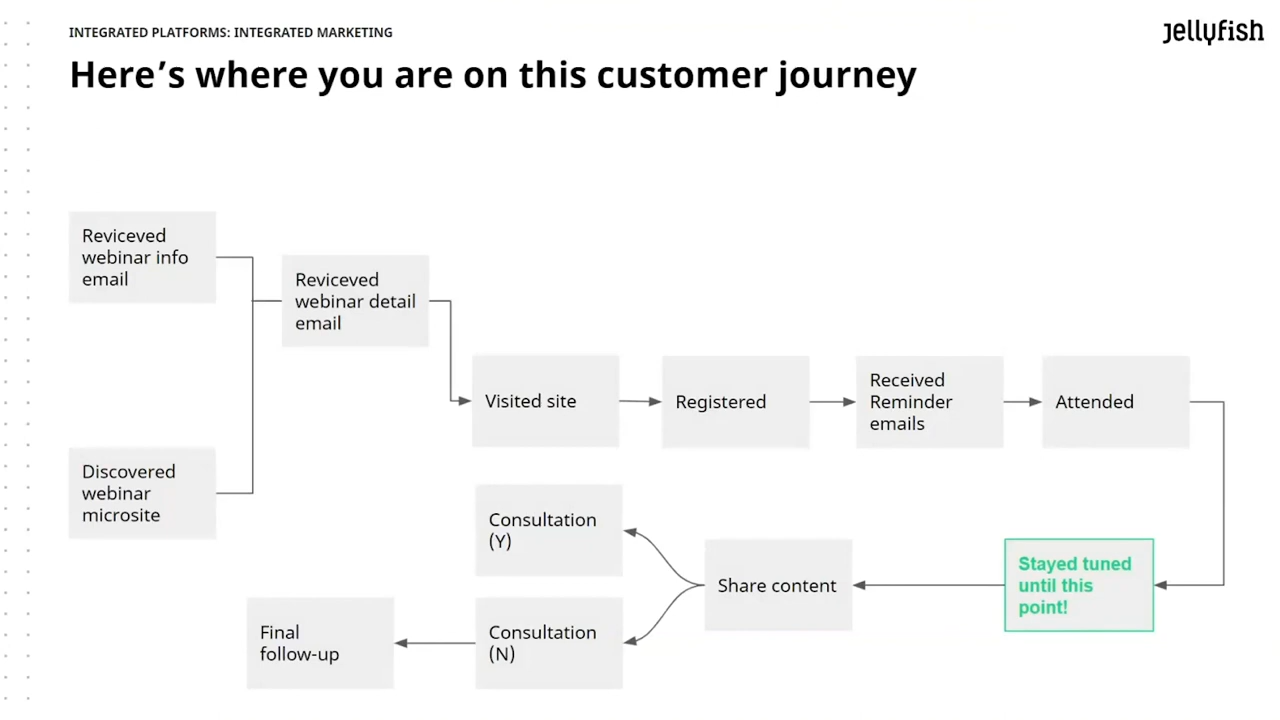 INTEGRATED PLATFORMS: INTEGRATED MARKETING
jellyfish
Here’s where you are on this customer journey
Reviceved
webinar info
email
Reviceved
webinar detail
email
Discovered
webinar
microsite
Visited site
Registered
Received
Reminder
emails
Attended
Stayed tuned
until this
point!
Share content
Consultation
(Y)
Consultation
(N)
Final
follow-up